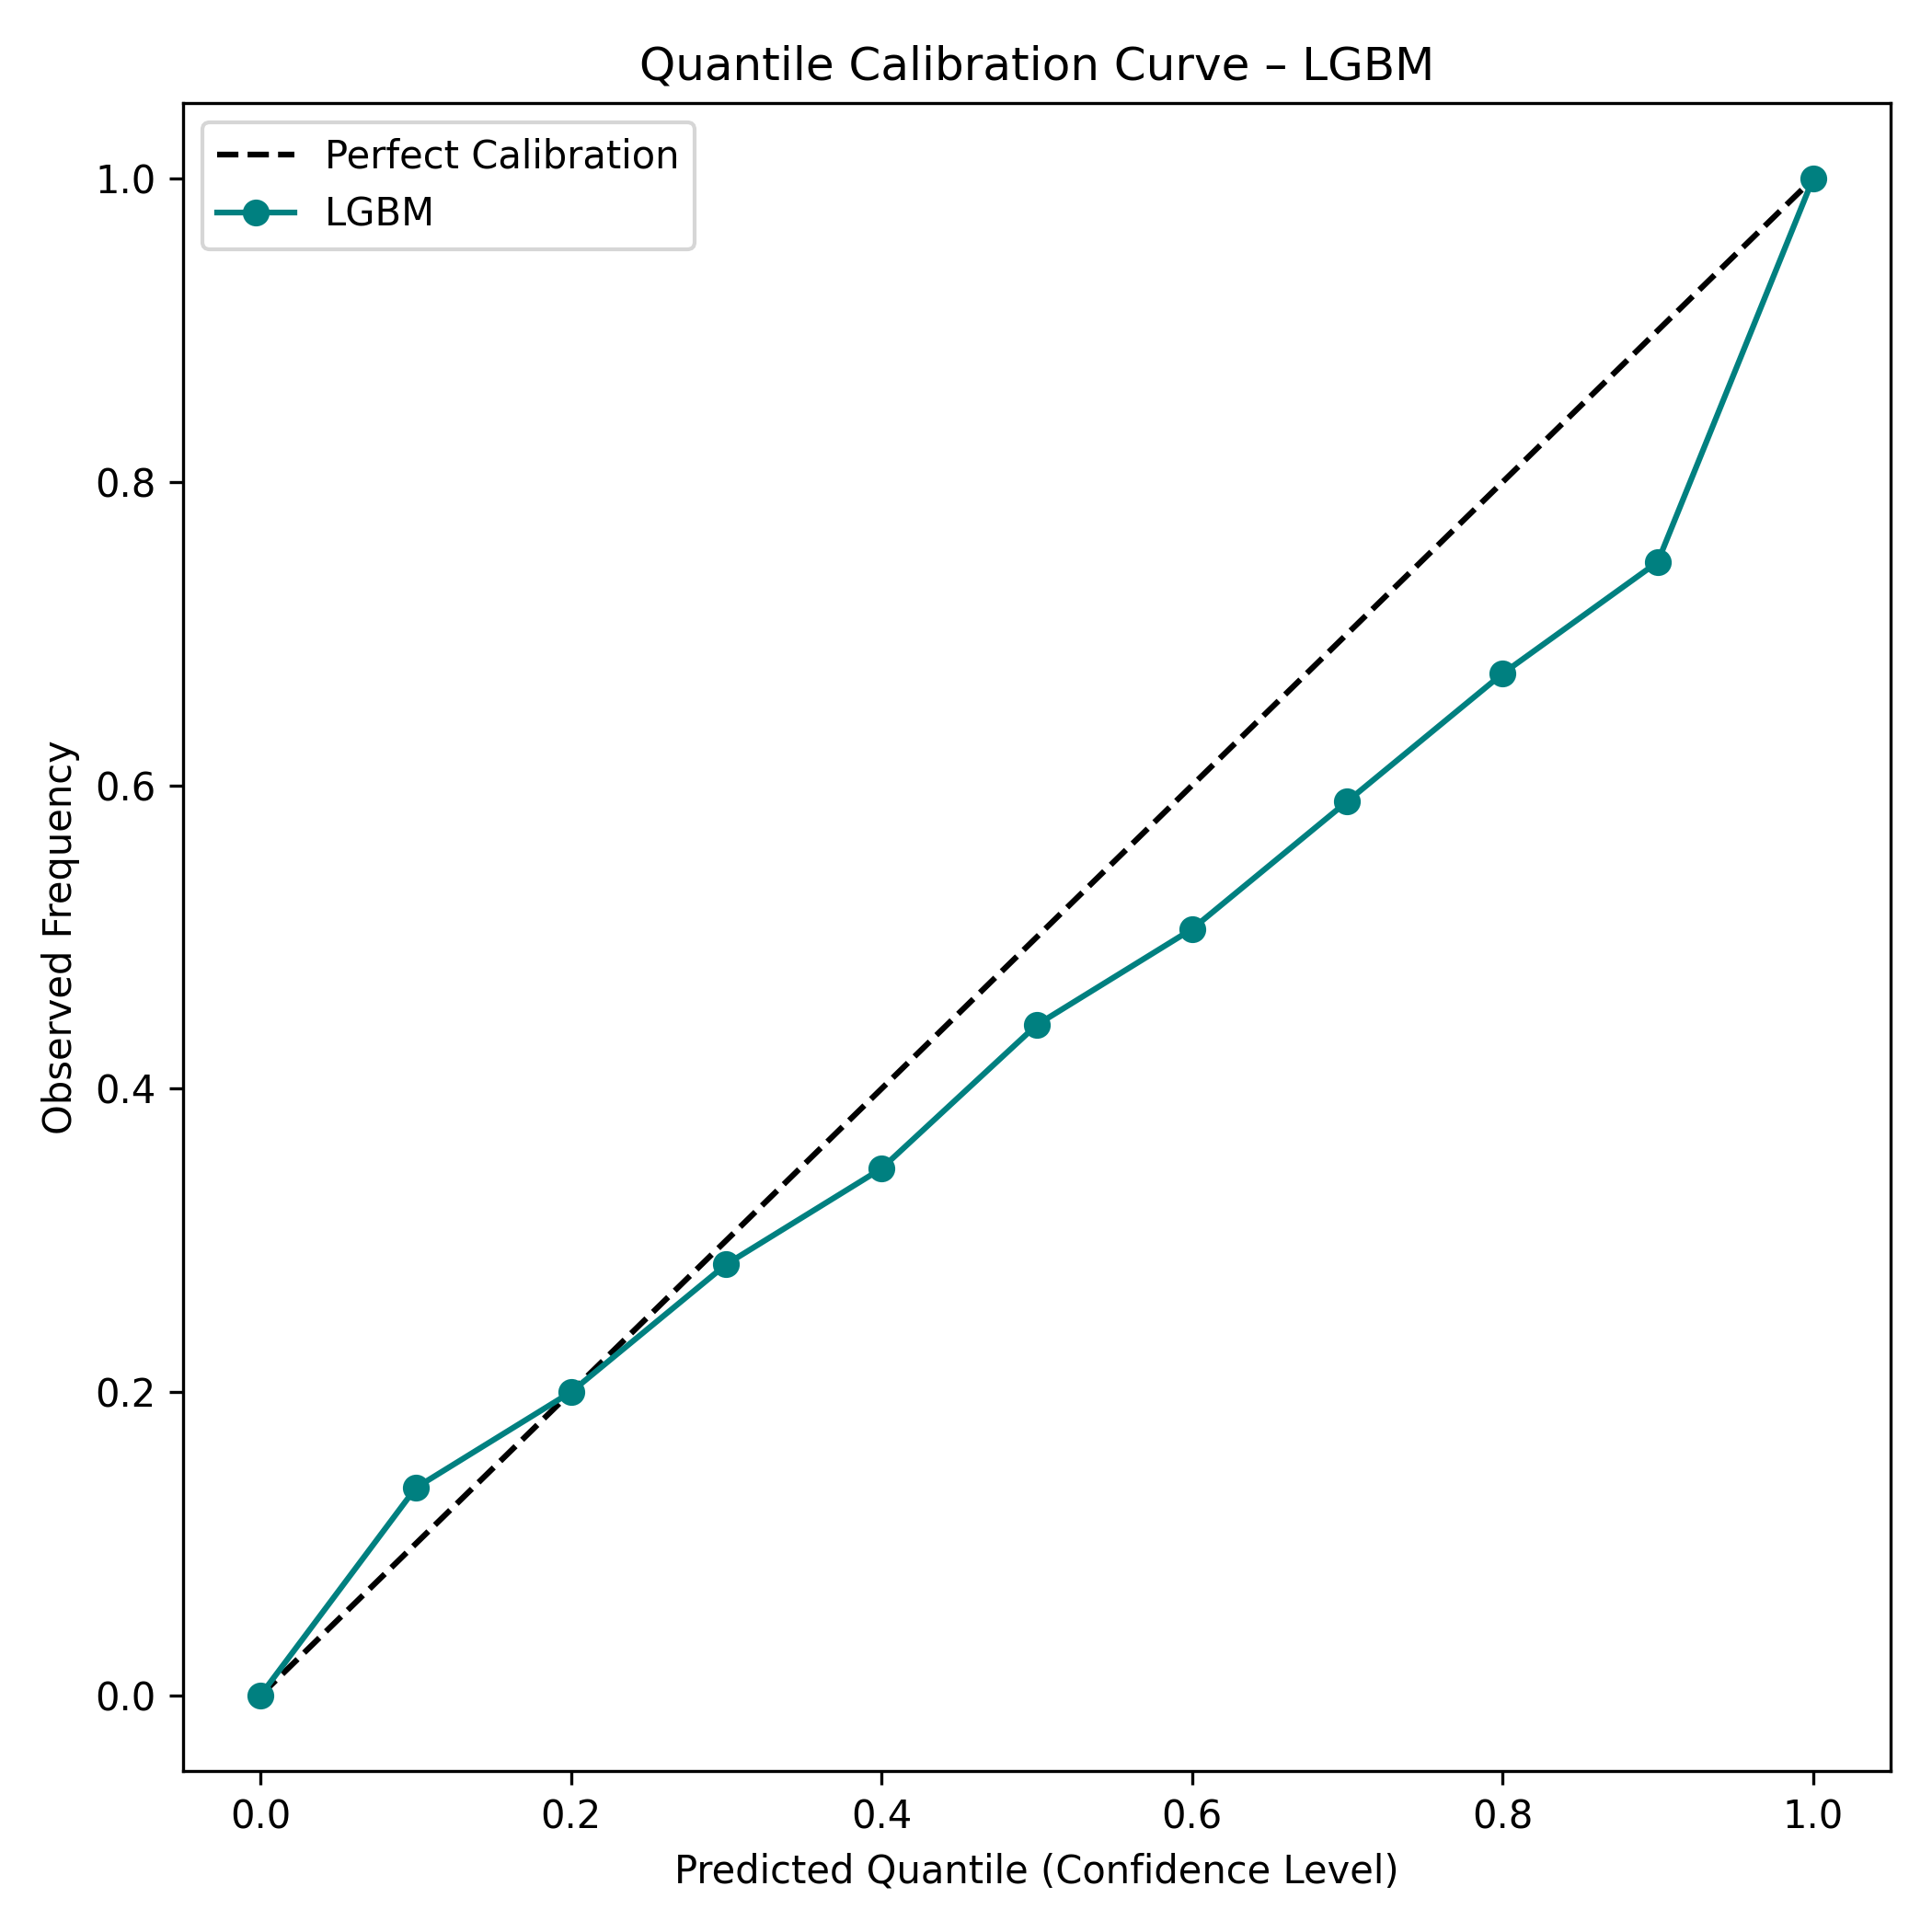 Quantile Calibration Curve – LGBM
Perfect Calibration
LGBM
Observed Frequency
1.0
0.8
0.6
0.4
0.2
0.0
0.0 0.2 0.4 0.6 0.8 1.0
Predicted Quantile (Confidence Level)